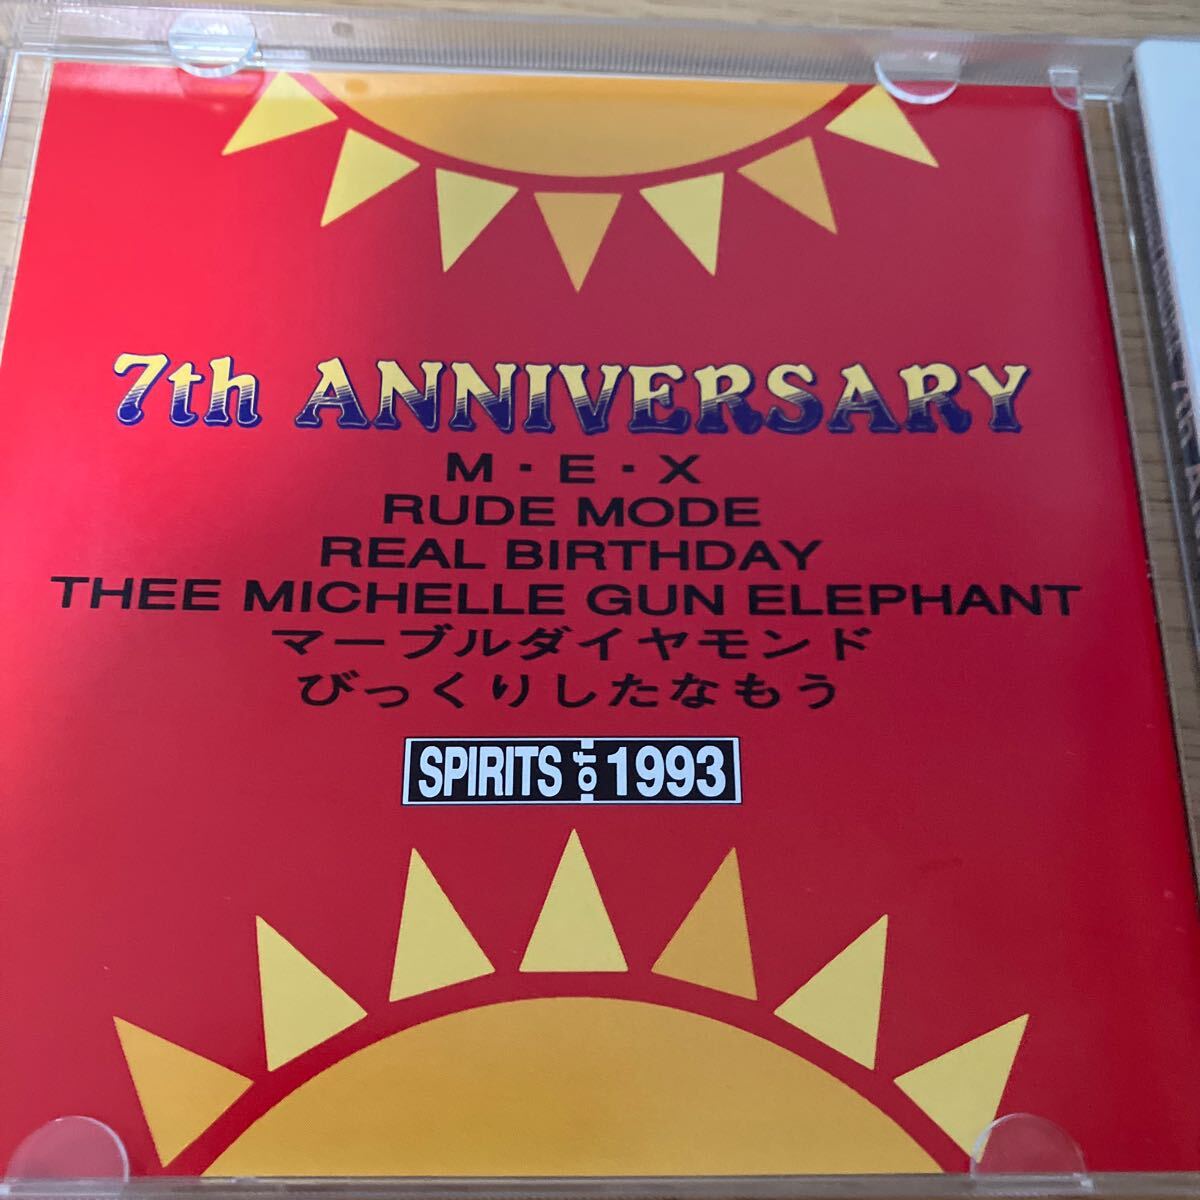 7th ANNIVERSARY
M・E・X
RUDE MODE
REAL BIRTHDAY
THEE MICHELLE GUN ELEPHANT
マーブルダイヤモンド
びっくりしたなもう
SPIRITS of 1993